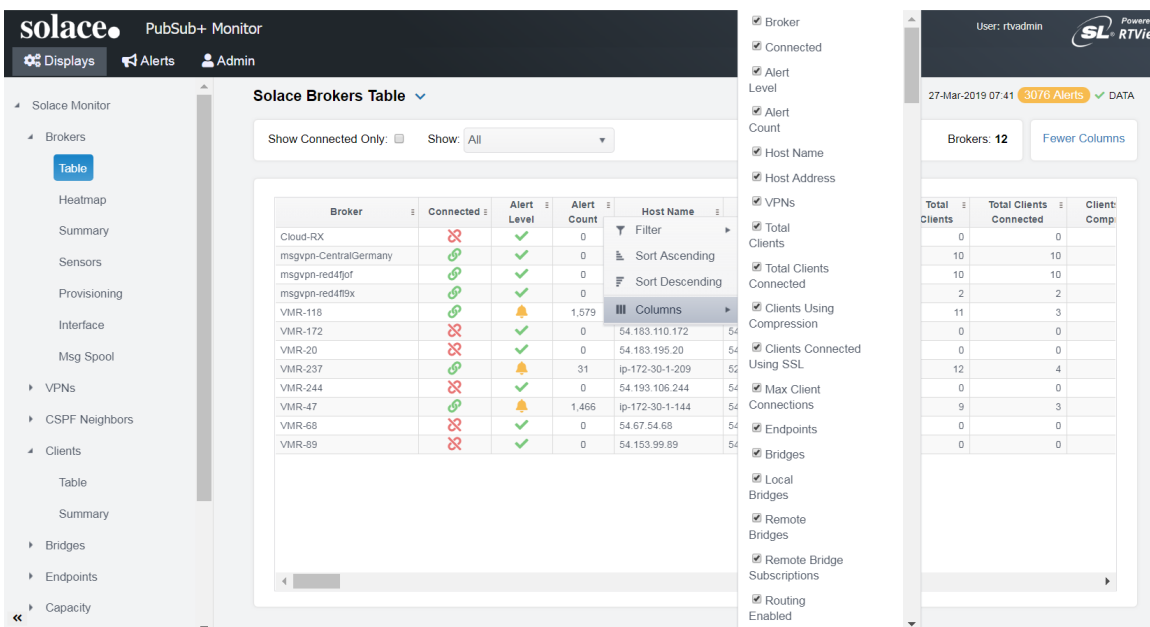 solace. PubSub+ Monitor
User: rtvadmin
Powere
SL® RTVie
Displays Alerts Admin
Solace Monitor
Brokers
Table
Heatmap
Summary
Sensors
Provisioning
Interface
Msg Spool
VPNs
CSPF Neighbors
Clients
Table
Summary
Bridges
Endpoints
Capacity
«
Solace Brokers Table
27-Mar-2019 07:41 3076 Alerts DATA
Show Connected Only: Show: All
Brokers: 12
Fewer Columns
Broker Connected Alert Level Alert Count Host Name Total Clients Total Clients Connected Client Comp
Cloud-RX 0 0 0
msgvpn-CentralGermany 0 10 10
msgvpn-red4fjof 0 10 10
msgvpn-red4fl9x 0 2 2
VMR-118 1,579 11 3
VMR-172 0 54.183.110.172 54 0 0
VMR-20 0 54.183.195.20 54 0 0
VMR-237 31 ip-172-30-1-209 52 12 4
VMR-244 0 54.193.106.244 54 0 0
VMR-47 1,466 ip-172-30-1-144 54 9 3
VMR-68 0 54.67.54.68 54 0 0
VMR-89 0 54.153.99.89 54 0 0
Filter
Sort Ascending
Sort Descending
Columns
Broker
Connected
Alert
Level
Alert
Count
Host Name
Host Address
VPNs
Total
Clients
Total Clients
Connected
Clients Using
Compression
Clients Connected
Using SSL
Max Client
Connections
Endpoints
Bridges
Local
Bridges
Remote
Bridges
Remote Bridge
Subscriptions
Routing
Enabled